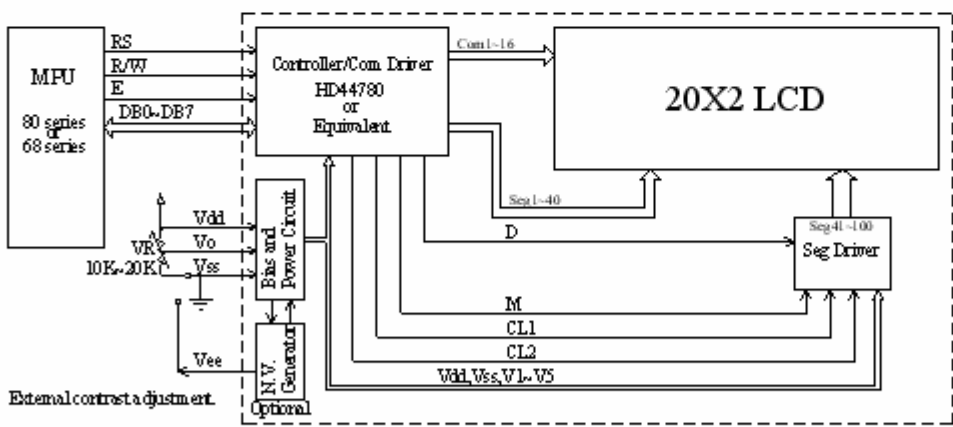 MPU
80 series
or
68 series
RS
R/W
E
DB0~DB7
Controller/Com Driver
HD44780
or
Equivalent
Com1~16
20X2 LCD
Seg1~40
Seg41~100
Seg Driver
D
M
CL1
CL2
Vdd,Vss,V1~V5
Vdd
Vo
Vss
VR
10K~20K
Bias and
Power Circuit
N.V.
Generator
Optional
Vee
External contrast adjustment.